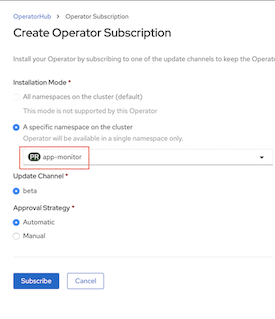 OperatorHub > Operator Subscription
Create Operator Subscription
Install your Operator by subscribing to one of the update channels to keep the Operat
Installation Mode *
All namespaces on the cluster (default)
This mode is not supported by this Operator
A specific namespace on the cluster
Operator will be available in a single namespace only.
PR app-monitor
Update Channel *
beta
Approval Strategy *
Automatic
Manual
Subscribe Cancel